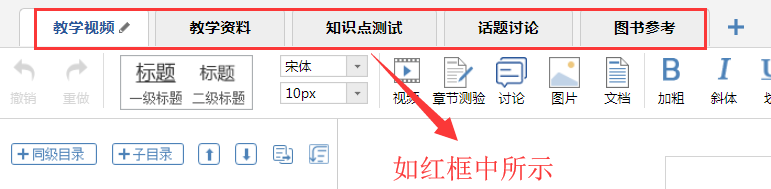 教学视频 教学资料 知识点测试 话题讨论 图书参考
标题 标题 宋体
撤销 重做 一级标题 二级标题 10px 视频 章节测验 讨论 图片 文档 B 加粗 I 斜体 U
同级目录 子目录
如红框中所示